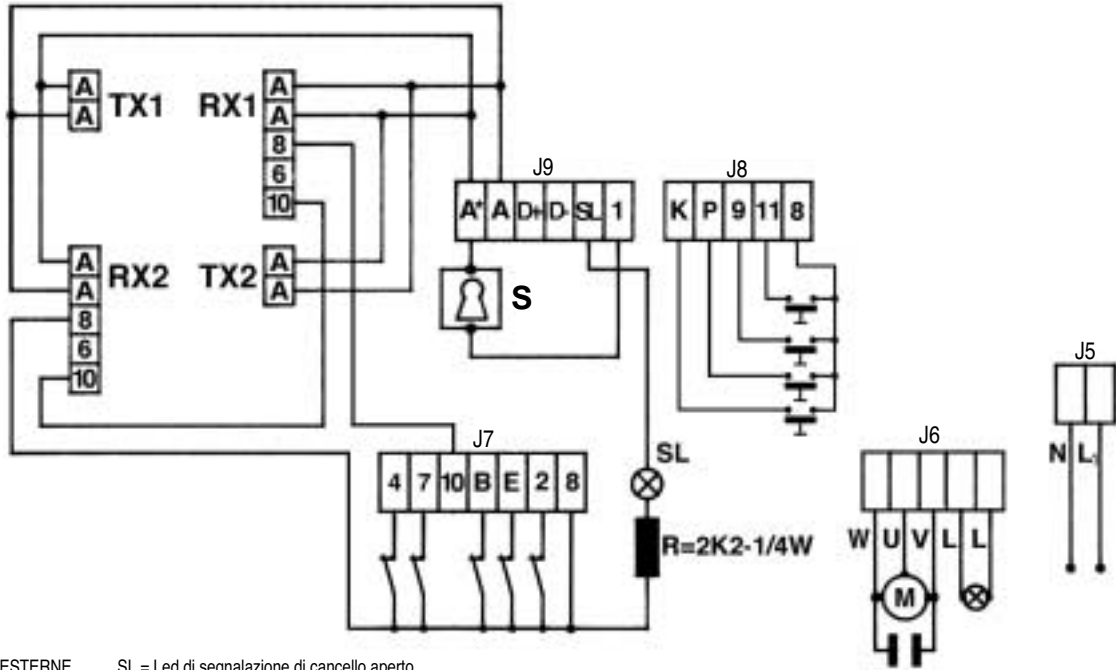 A TX1 RX1 A
A A
8
6
10
J9
A* A D+ D- SL 1
J8
K P 9 11 8
A RX2 TX2 A
A A
8
6
10
S
J5
N L
J7
4 7 10 B E 2 8
SL
R=2K2-1/4W
J6
W U V L L
M
ESTERNE SL = Led di segnalazione di cancello aperto